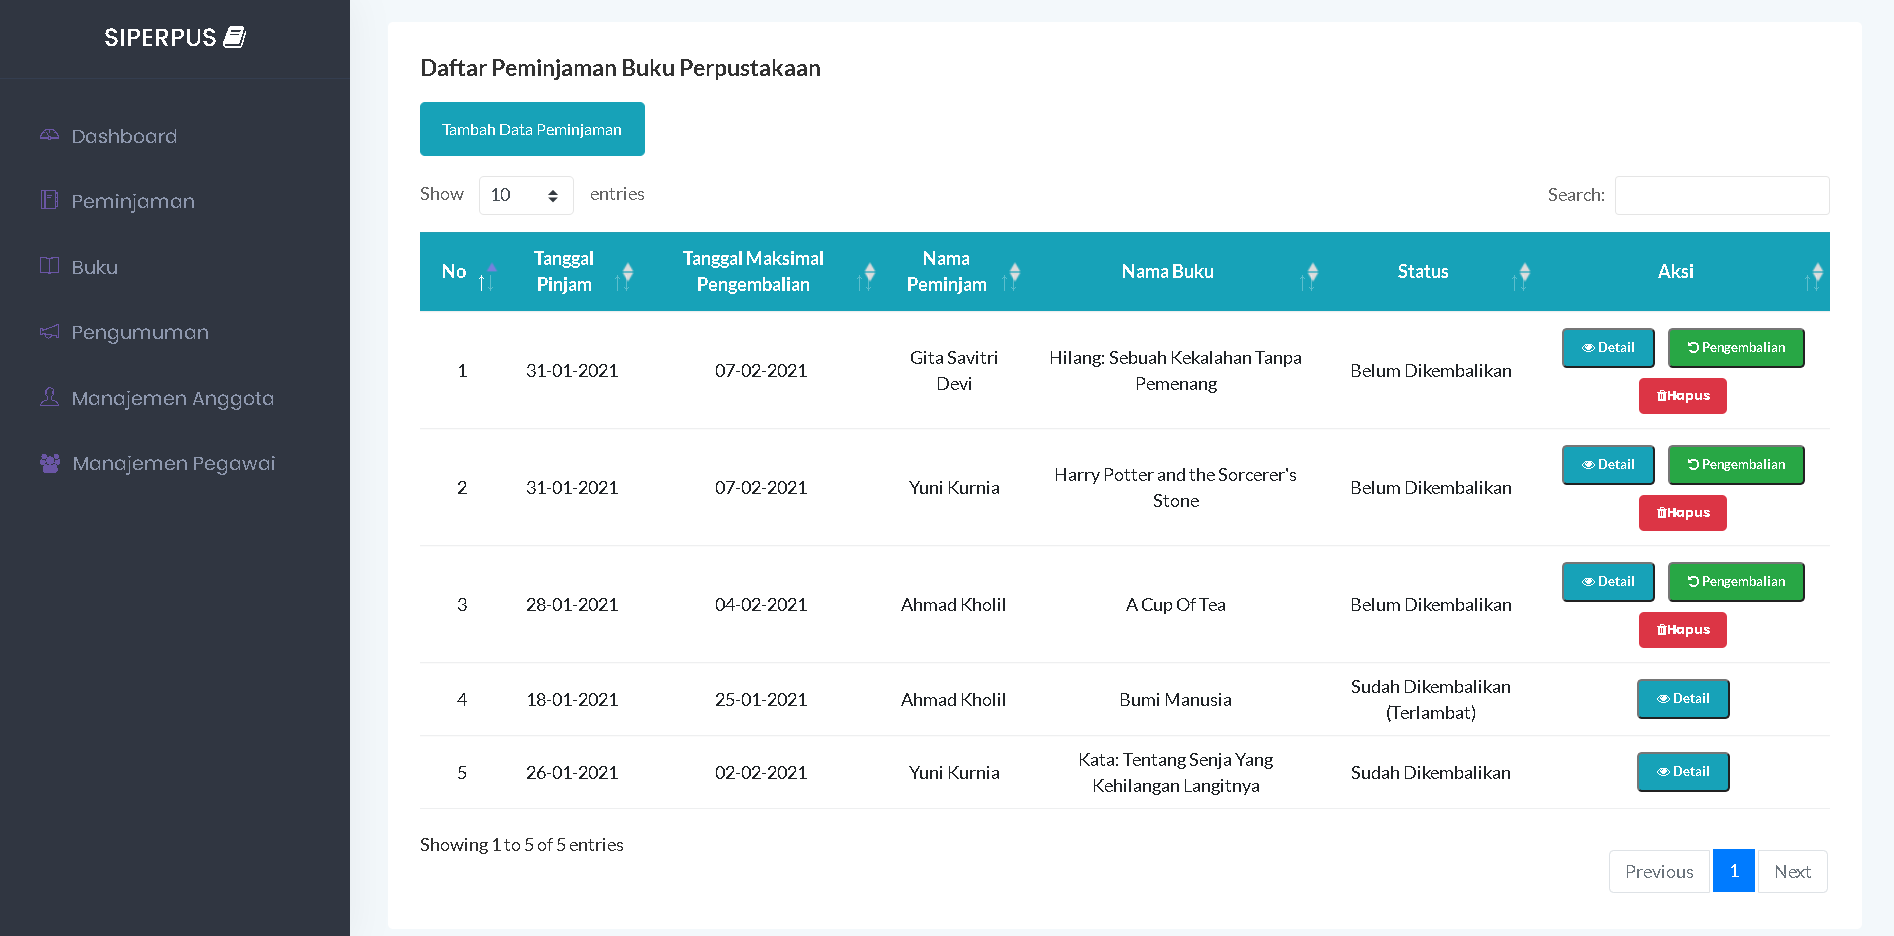 SIPERPUS
Dashboard
Peminjaman
Buku
Pengumuman
Manajemen Anggota
Manajemen Pegawai
Daftar Peminjaman Buku Perpustakaan
Tambah Data Peminjaman
Show 10 entries
Search:
No
Tanggal
Pinjam
Tanggal Maksimal
Pengembalian
Nama
Peminjam
Nama Buku
Status
Aksi
1
31-01-2021
07-02-2021
Gita Savitri
Devi
Hilang: Sebuah Kekalahan Tanpa
Pemenang
Belum Dikembalikan
Detail
Pengembalian
Hapus
2
31-01-2021
07-02-2021
Yuni Kurnia
Harry Potter and the Sorcerer's
Stone
Belum Dikembalikan
Detail
Pengembalian
Hapus
3
28-01-2021
04-02-2021
Ahmad Kholil
A Cup Of Tea
Belum Dikembalikan
Detail
Pengembalian
Hapus
4
18-01-2021
25-01-2021
Ahmad Kholil
Bumi Manusia
Sudah Dikembalikan
(Terlambat)
Detail
5
26-01-2021
02-02-2021
Yuni Kurnia
Kata: Tentang Senja Yang
Kehilangan Langitnya
Sudah Dikembalikan
Detail
Showing 1 to 5 of 5 entries
Previous 1 Next